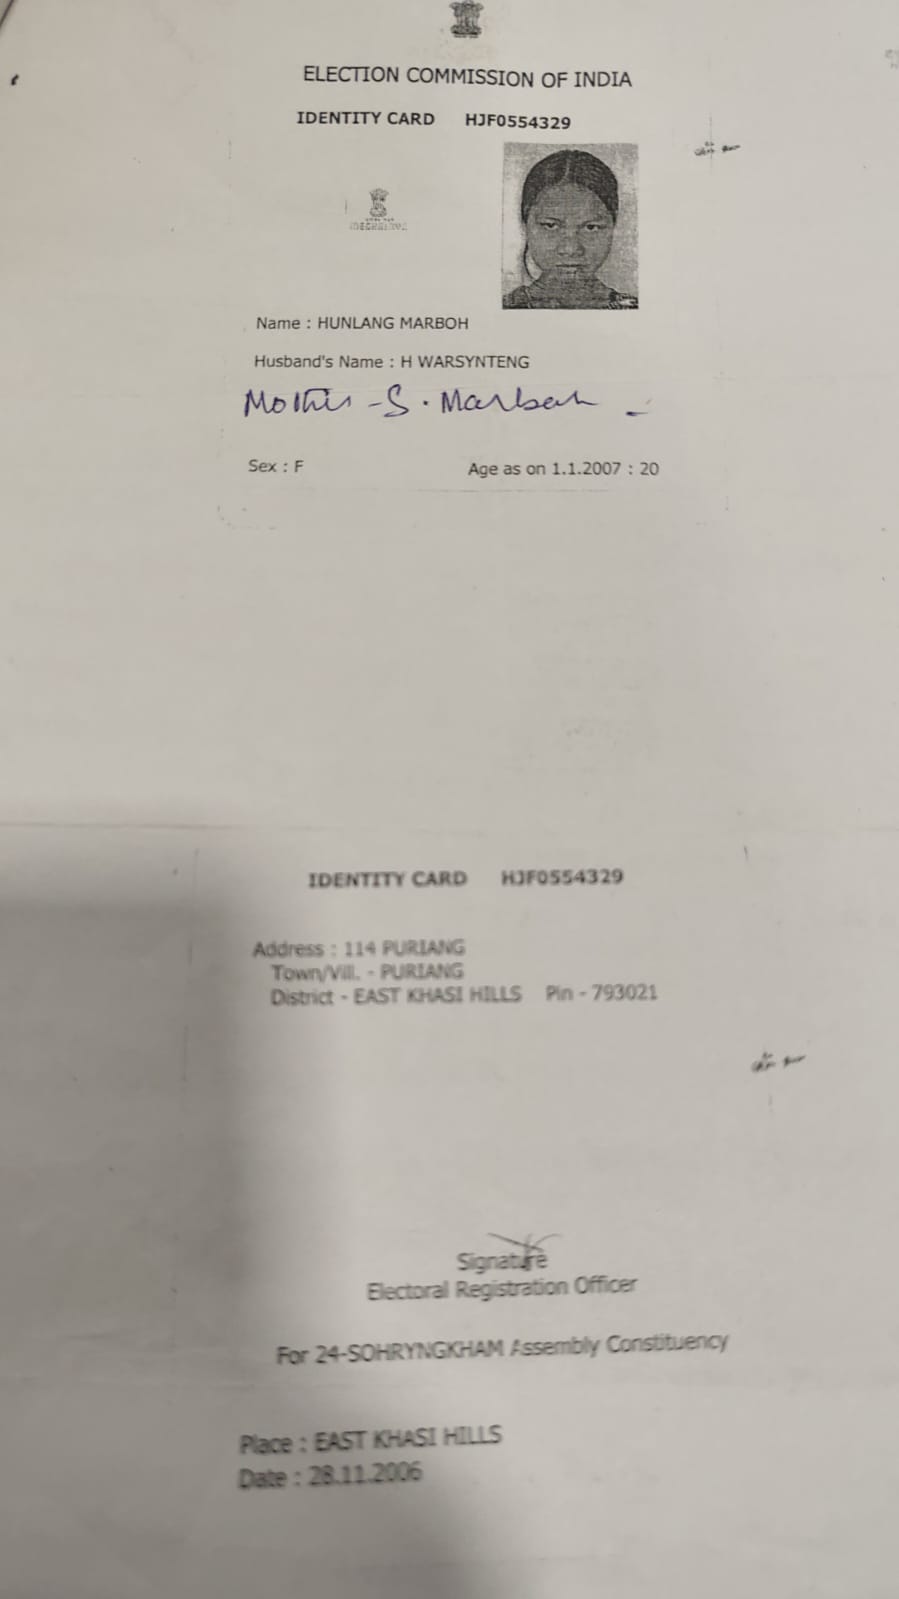 ELECTION COMMISSION OF INDIA
IDENTITY CARD HJF0554329
Name : HUNLANG MARBOH
Husband's Name : H WARSYNTENG
Mother - S. Marboh
Sex : F Age as on 1.1.2007 : 20
IDENTITY CARD HJF0554329
Address : 114 PURIANG
Town/Vill. - PURIANG
District - EAST KHASI HILLS Pin - 793021
Signature
Electoral Registration Officer
For 24-SOHRYNGKHAM Assembly Constituency
Place : EAST KHASI HILLS
Date : 28.11.2006